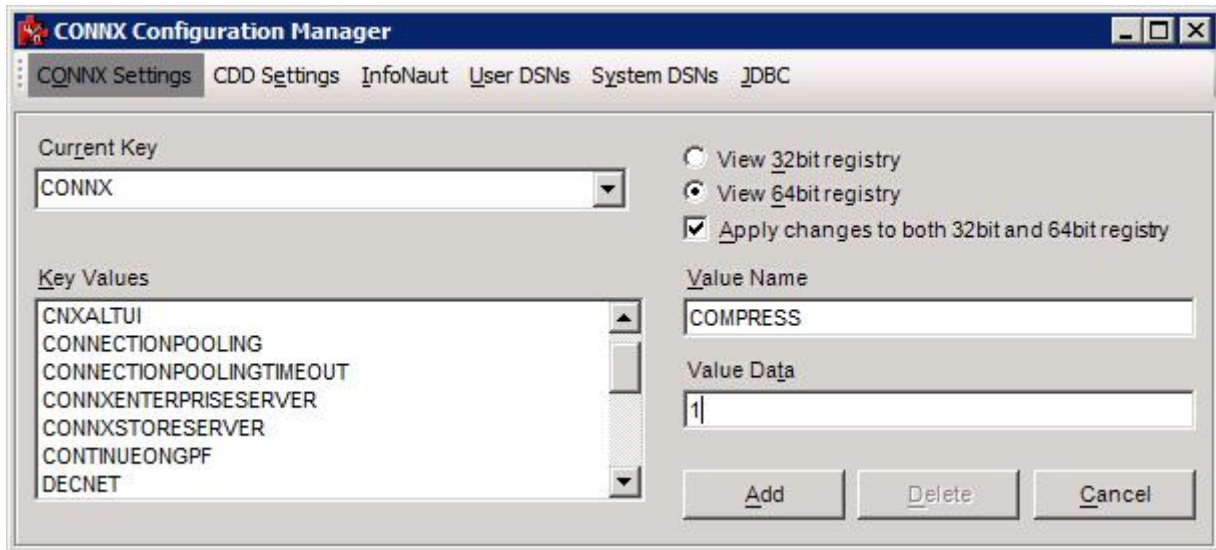 CONNX Configuration Manager
CONNX Settings CDD Settings InfoNaut User DSNs System DSNs JDBC
Current Key
CONNX
View 32bit registry
View 64bit registry
Apply changes to both 32bit and 64bit registry
Key Values
CNXALTUI
CONNECTIONPOOLING
CONNECTIONPOOLINGTIMEOUT
CONNXENTERPRISESERVER
CONNXSTORESERVER
CONTINUEONGPF
DECNET
Value Name
COMPRESS
Value Data
1
Add Delete Cancel